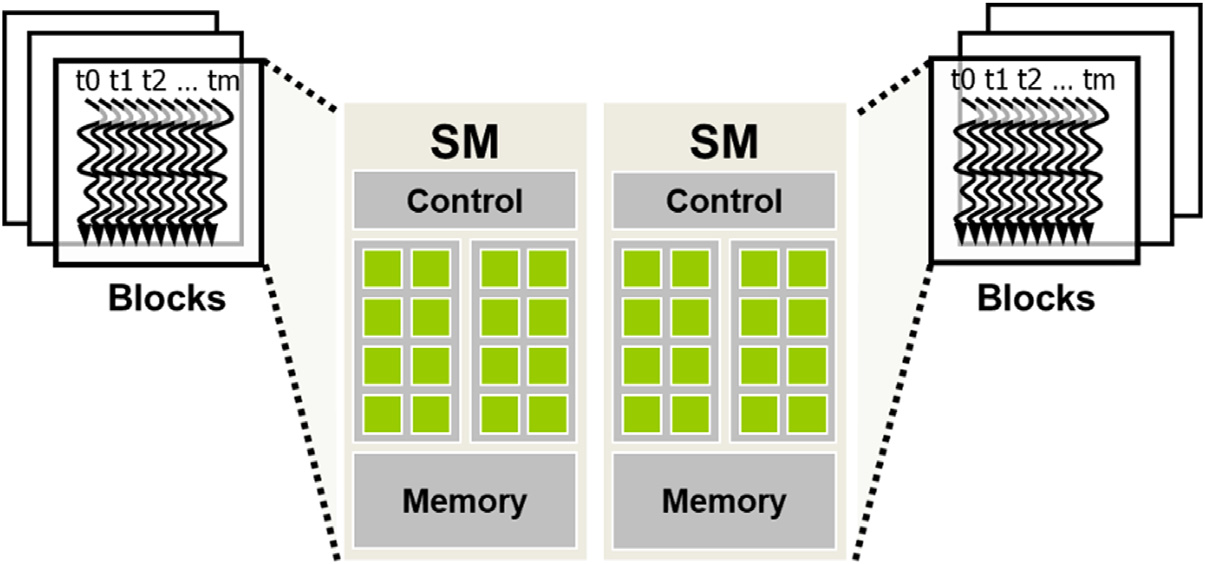 t0 t1 t2 ... tm
Blocks
SM
Control
Memory
SM
Control
Memory
t0 t1 t2 ... tm
Blocks